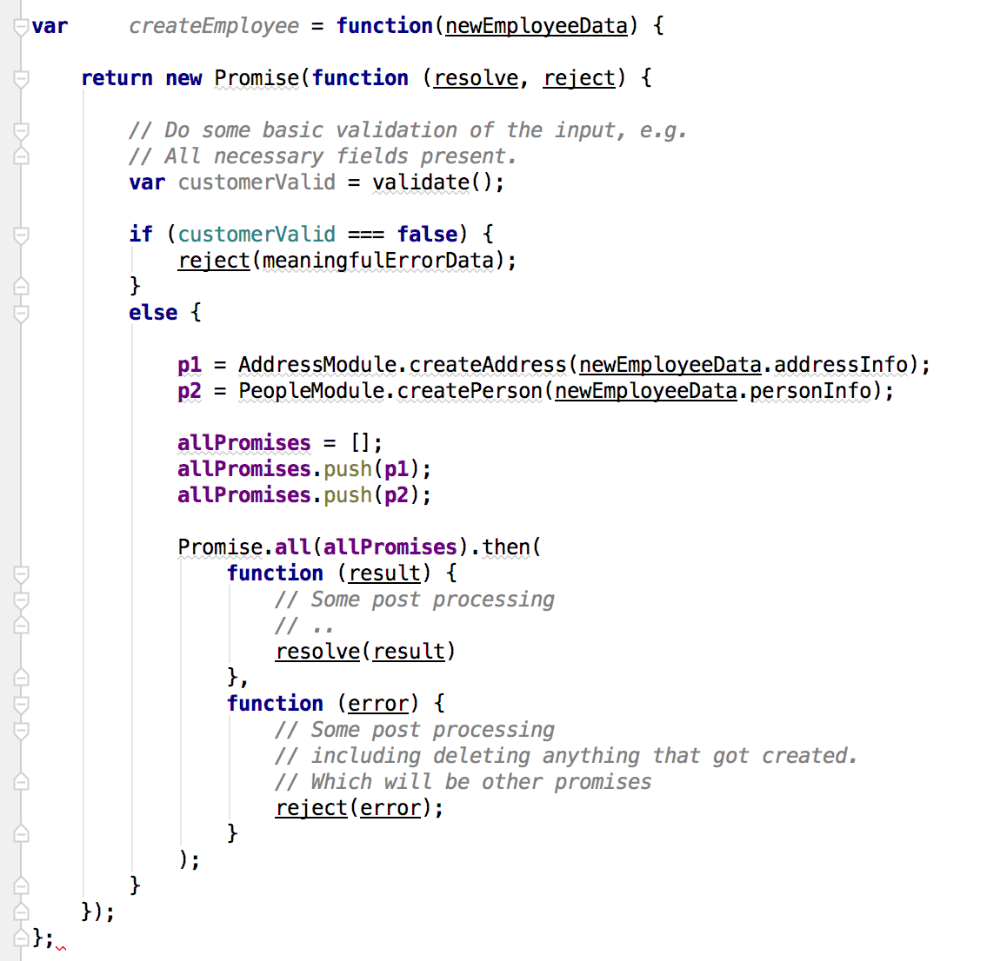 var     createEmployee = function(newEmployeeData) {
    return new Promise(function (resolve, reject) {
        // Do some basic validation of the input, e.g.
        // All necessary fields present.
        var customerValid = validate();
        if (customerValid === false) {
            reject(meaningfulErrorData);
        }
        else {
            p1 = AddressModule.createAddress(newEmployeeData.addressInfo);
            p2 = PeopleModule.createPerson(newEmployeeData.personInfo);
            allPromises = [];
            allPromises.push(p1);
            allPromises.push(p2);
            Promise.all(allPromises).then(
                function (result) {
                    // Some post processing
                    // ..
                    resolve(result)
                },
                function (error) {
                    // Some post processing
                    // including deleting anything that got created.
                    // Which will be other promises
                    reject(error);
                }
            );
        }
    });
};